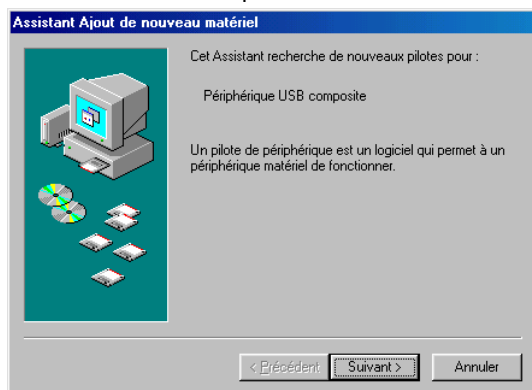 Assistant Ajout de nouveau matériel
Cet Assistant recherche de nouveaux pilotes pour :
Périphérique USB composite
Un pilote de périphérique est un logiciel qui permet à un
périphérique matériel de fonctionner.
< Précédent
Suivant >
Annuler